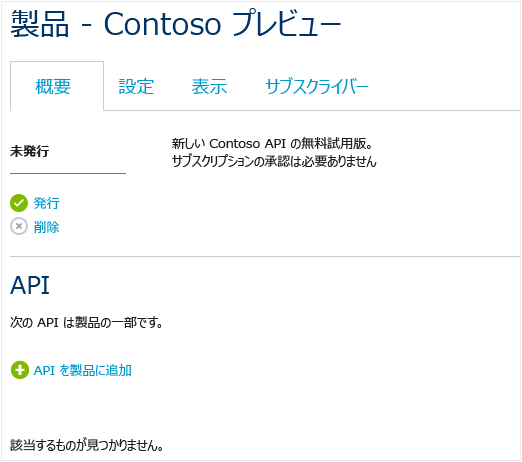 製品 - Contoso プレビュー
概要 設定 表示 サブスクライバー
未発行
新しい Contoso API の無料試用版。
サブスクリプションの承認は必要ありません
発行
削除
API
次の API は製品の一部です。
API を製品に追加
該当するものが見つかりません。